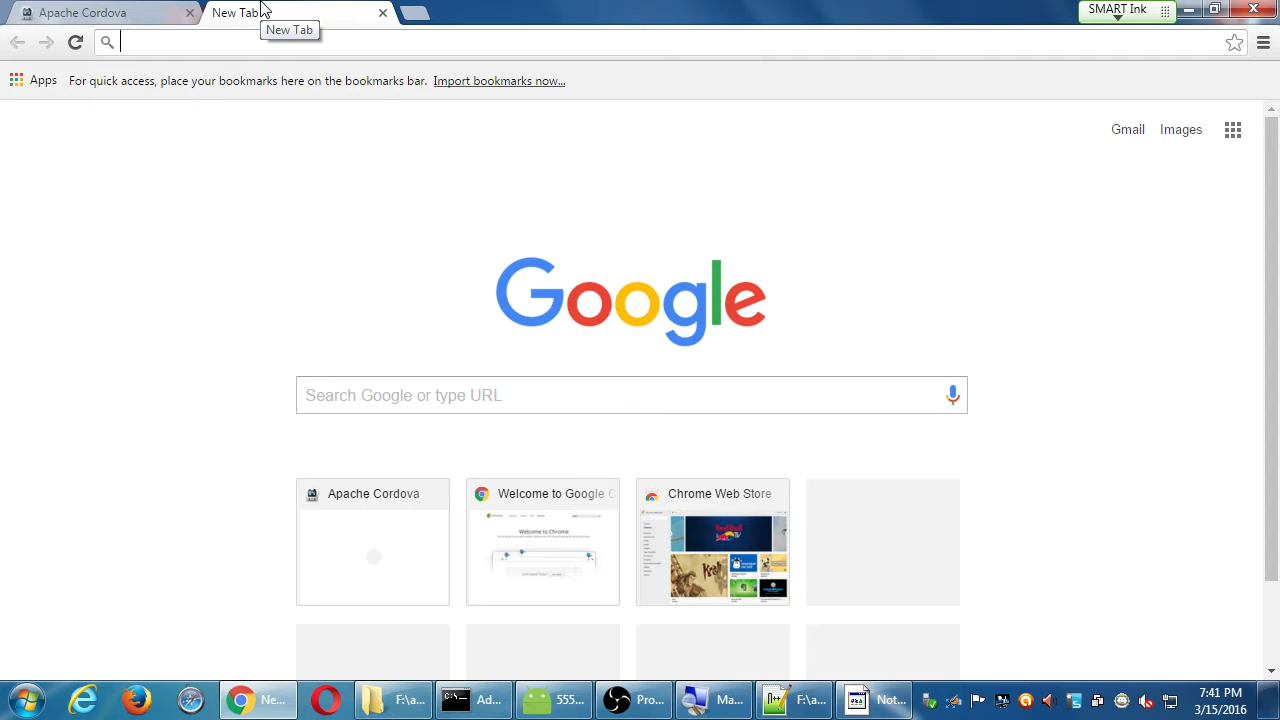 Apache Cordova
New Tab
SMART Ink
New Tab
Apps
For quick access, place your bookmarks here on the bookmarks bar. Import bookmarks now...
Gmail
Images
Google
Search Google or type URL
Apache Cordova
Welcome to Google C
Chrome Web Store
Welcome to Chrome
Ne...
F:\a...
Ad...
555...
Pro...
Ma...
F:\a...
Not...
7:41 PM
3/15/2016